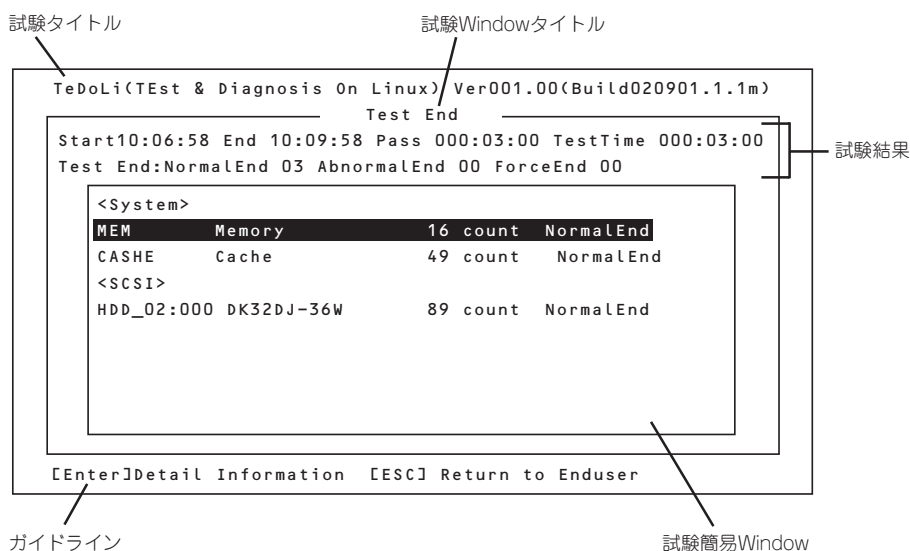 試験タイトル
試験Windowタイトル
TeDoLi(TEst & Diagnosis On Linux) Ver001.00(Build020901.1.1m)
Test End
Start10:06:58 End 10:09:58 Pass 000:03:00 TestTime 000:03:00
Test End:NormalEnd 03 AbnormalEnd 00 ForceEnd 00
試験結果
<System>
MEM Memory 16 count NormalEnd
CASHE Cache 49 count NormalEnd
<SCSI>
HDD_02:000 DK32DJ-36W 89 count NormalEnd
[Enter]Detail Information [ESC] Return to Enduser
ガイドライン
試験簡易Window